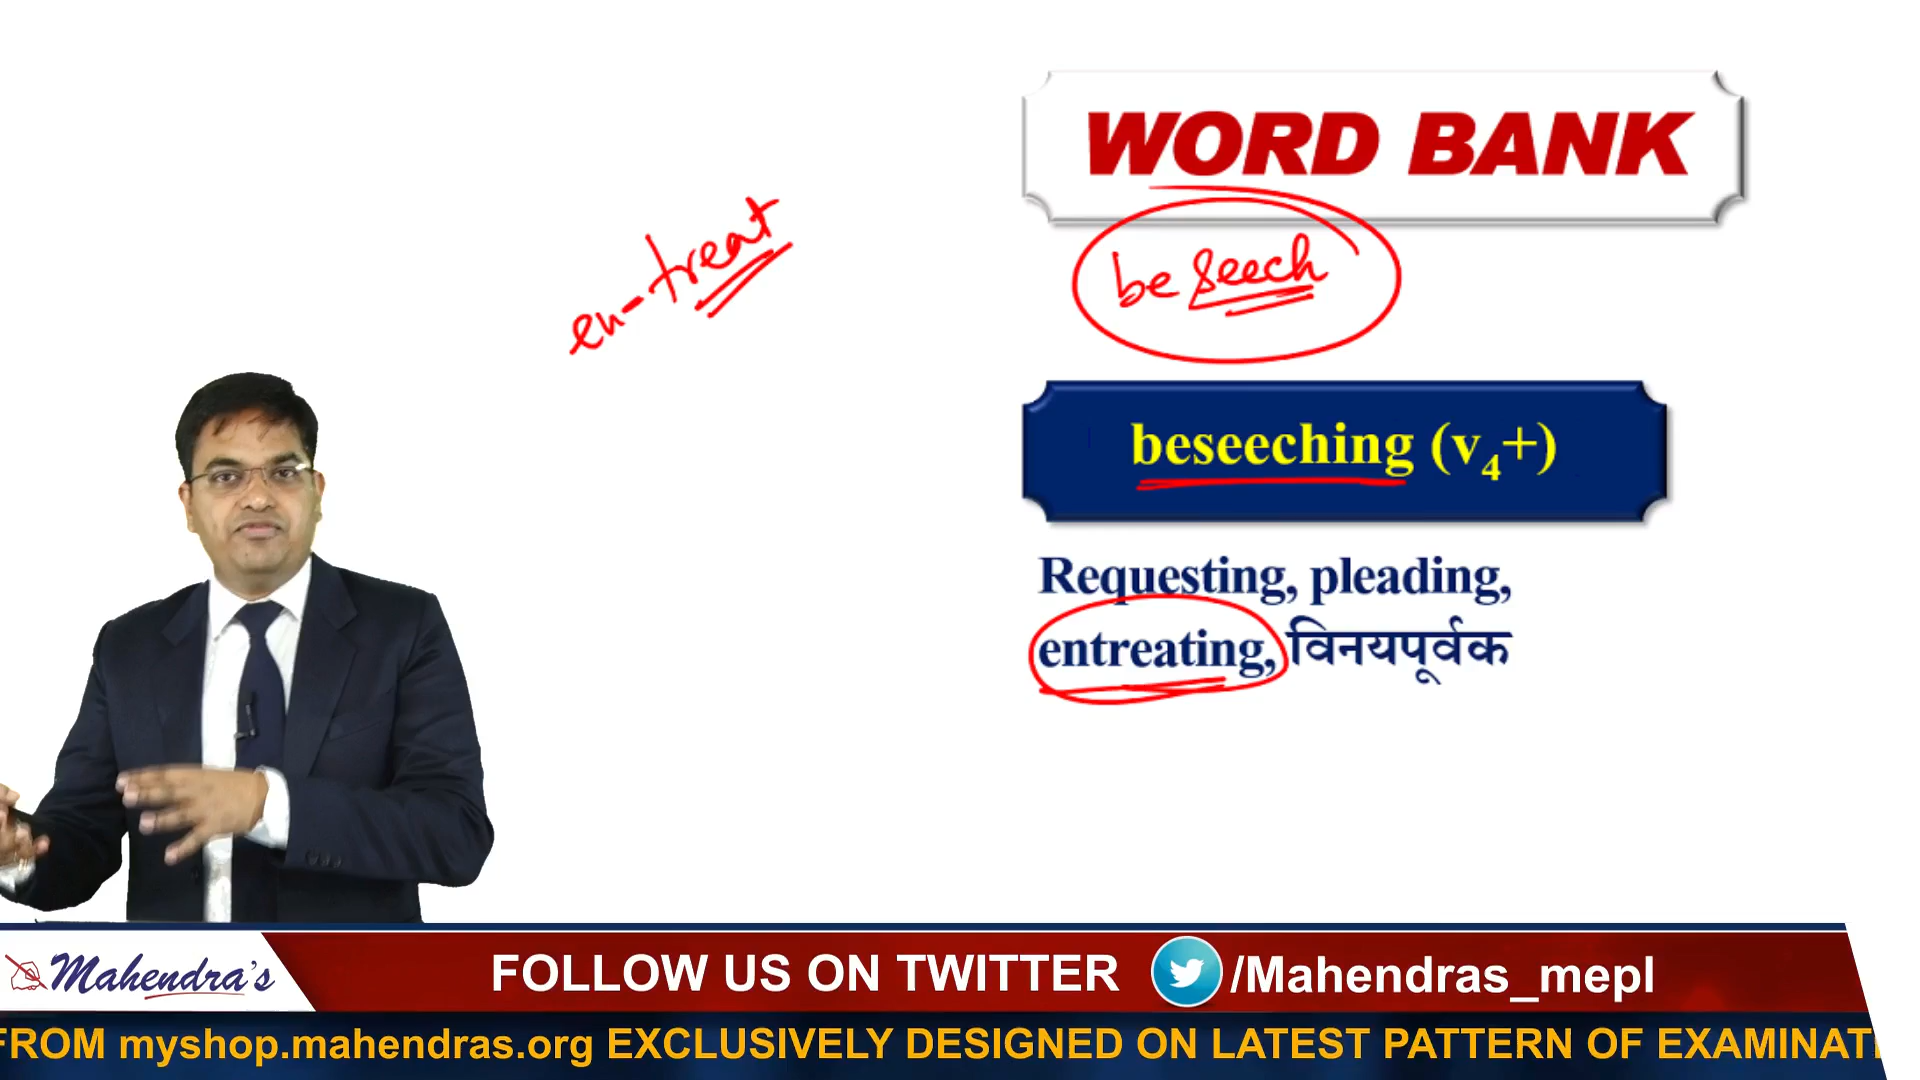 WORD BANK
en-treat
be seech
beseeching (v4+)
Requesting, pleading,
entreating, विनयपूर्वक
Mahendra's
FOLLOW US ON TWITTER /Mahendras_mepl
FROM myshop.mahendras.org EXCLUSIVELY DESIGNED ON LATEST PATTERN OF EXAMINATI